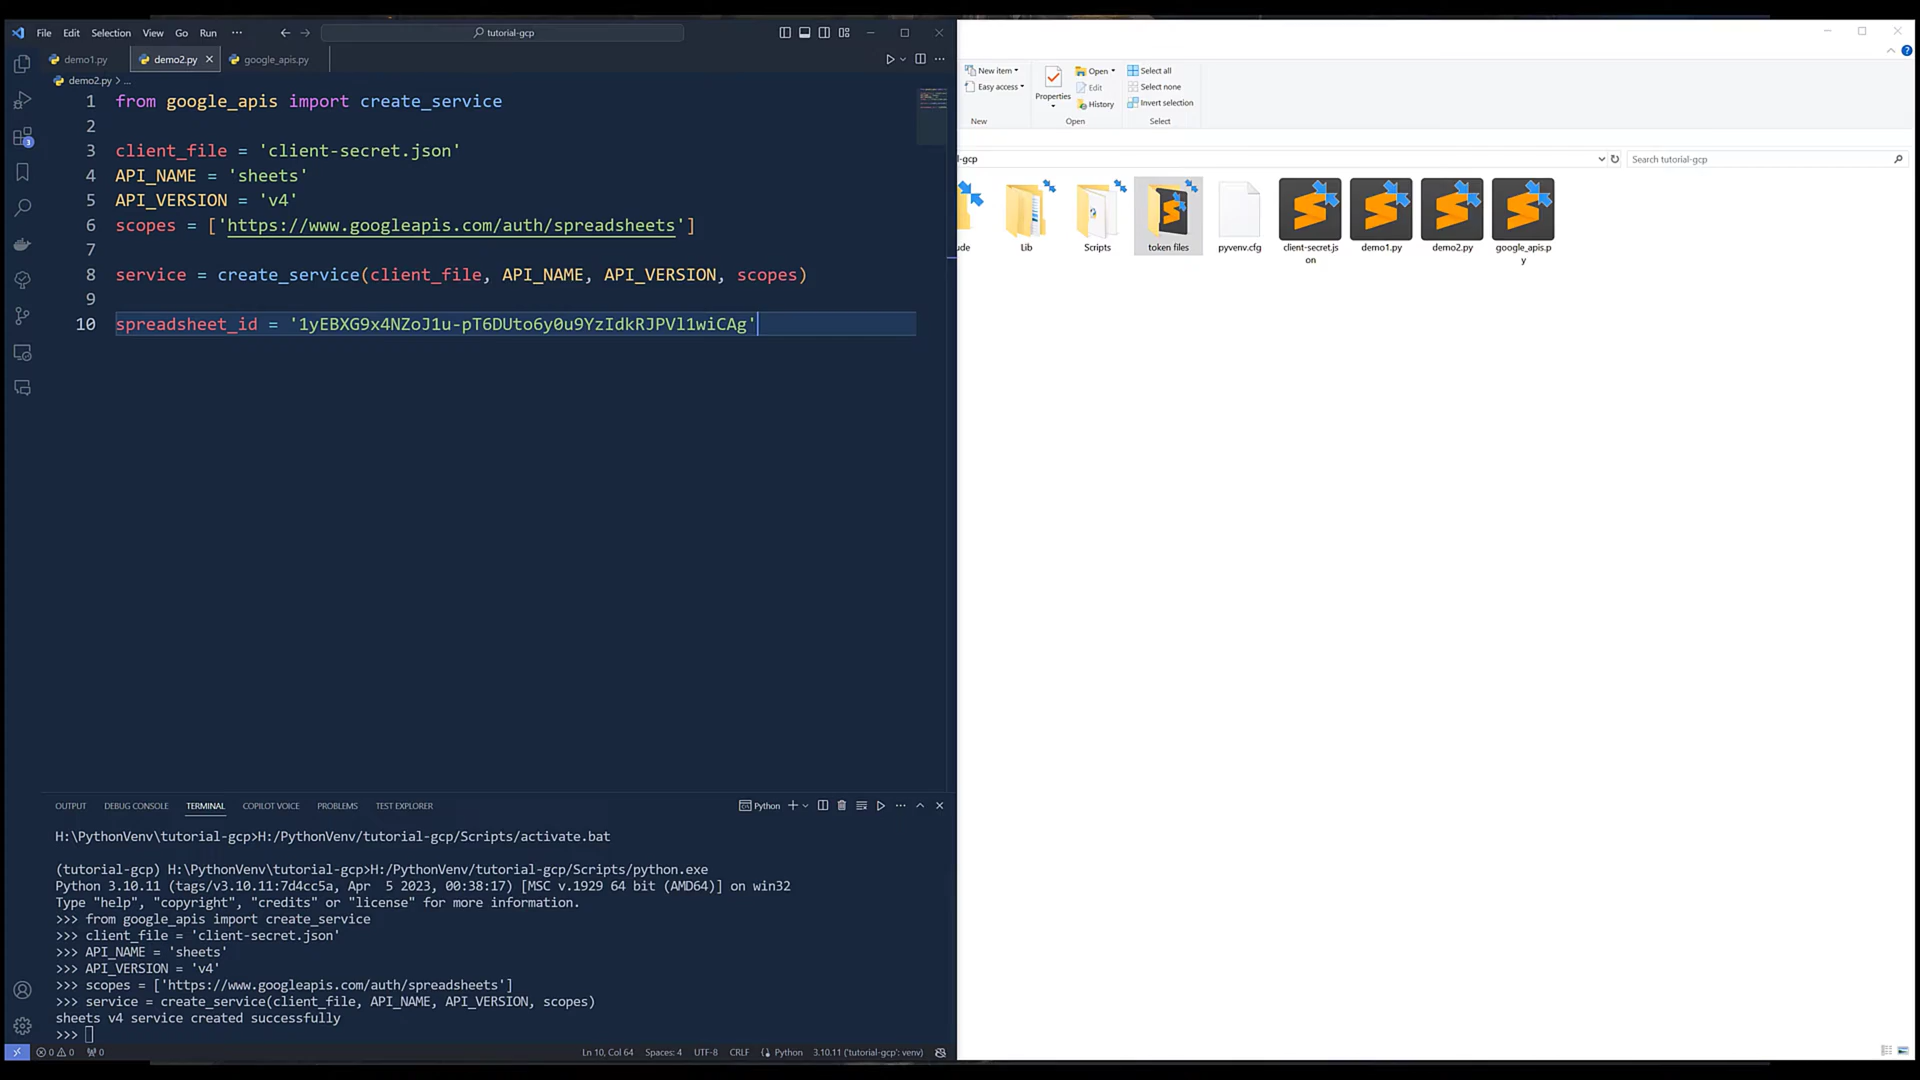 File Edit Selection View Go Run ··· tutorial-gcp
demo1.py demo2.py google_apis.py
demo2.py > ...
1 from google_apis import create_service
2
3 client_file = 'client-secret.json'
4 API_NAME = 'sheets'
5 API_VERSION = 'v4'
6 scopes = ['https://www.googleapis.com/auth/spreadsheets']
7
8 service = create_service(client_file, API_NAME, API_VERSION, scopes)
9
10 spreadsheet_id = '1yEBXG9x4NZoJ1u-pT6DUto6y0u9YzIdkRJPVl1wiCAg'
OUTPUT DEBUG CONSOLE TERMINAL COPILOT VOICE PROBLEMS TEST EXPLORER Python
H:\PythonVenv\tutorial-gcp>H:/PythonVenv/tutorial-gcp/Scripts/activate.bat
(tutorial-gcp) H:\PythonVenv\tutorial-gcp>H:/PythonVenv/tutorial-gcp/Scripts/python.exe
Python 3.10.11 (tags/v3.10.11:7d4cc5a, Apr  5 2023, 00:38:17) [MSC v.1929 64 bit (AMD64)] on win32
Type "help", "copyright", "credits" or "license" for more information.
>>> from google_apis import create_service
>>> client_file = 'client-secret.json'
>>> API_NAME = 'sheets'
>>> API_VERSION = 'v4'
>>> scopes = ['https://www.googleapis.com/auth/spreadsheets']
>>> service = create_service(client_file, API_NAME, API_VERSION, scopes)
sheets v4 service created successfully
>>>
0 0 0 Ln 10, Col 64 Spaces: 4 UTF-8 CRLF Python 3.10.11 ('tutorial-gcp': venv)
New item Open Select all
Easy access Properties Edit Select none
History Invert selection
New Open Select
-gcp Search tutorial-gcp
ude Lib Scripts token files pyvenv.cfg client-secret.js demo1.py demo2.py google_apis.p
on y